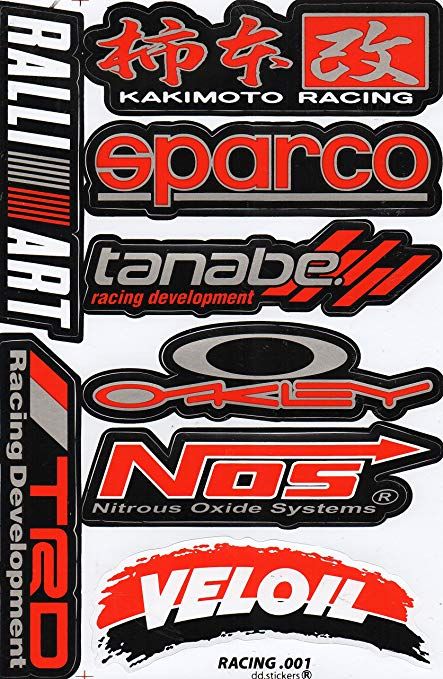 RALLI ART
柿本改
KAKIMOTO RACING
sparco
tanabe.
racing development
OAKLEY
TRD
Racing Development
NOS
Nitrous Oxide Systems ®
VELOIL
RACING .001
dd.stickers®